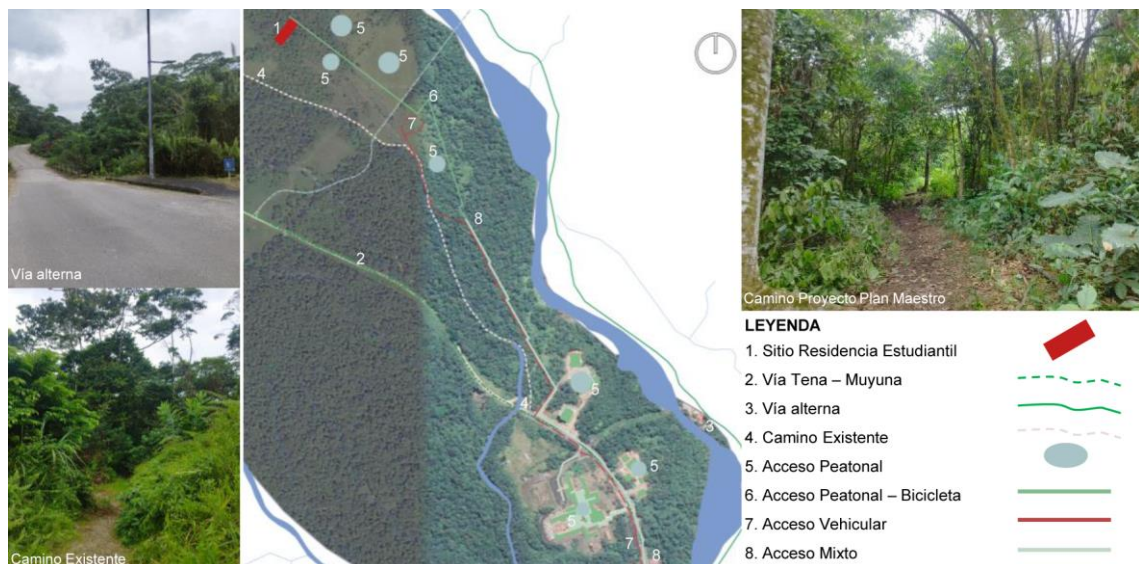 Vía alterna
Camino Existente
1
5
5
5
4
6
7
5
8
2
5
4
3
5
5
7
8
Camino Proyecto Plan Maestro
LEYENDA
1. Sitio Residencia Estudiantil
2. Vía Tena – Muyuna
3. Vía alterna
4. Camino Existente
5. Acceso Peatonal
6. Acceso Peatonal – Bicicleta
7. Acceso Vehicular
8. Acceso Mixto